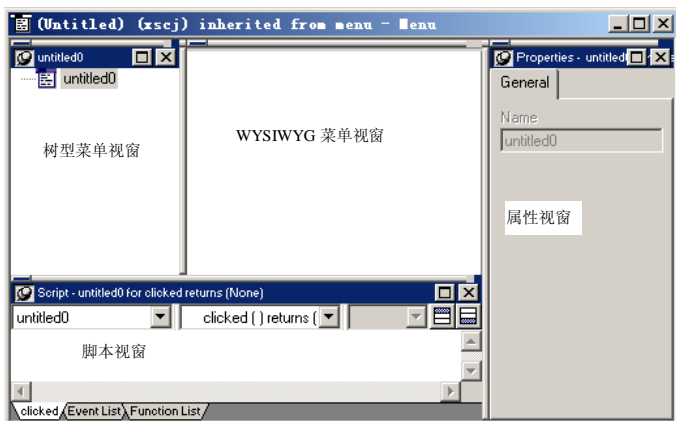 (Untitled) (xscj) inherited from menu - Menu
untitled0
untitled0
树型菜单视窗
WYSIWYG 菜单视窗
Properties - untitled
General
Name
untitled0
属性视窗
Script - untitled0 for clicked returns (None)
untitled0
clicked ( ) returns (
脚本视窗
clicked
Event List
Function List